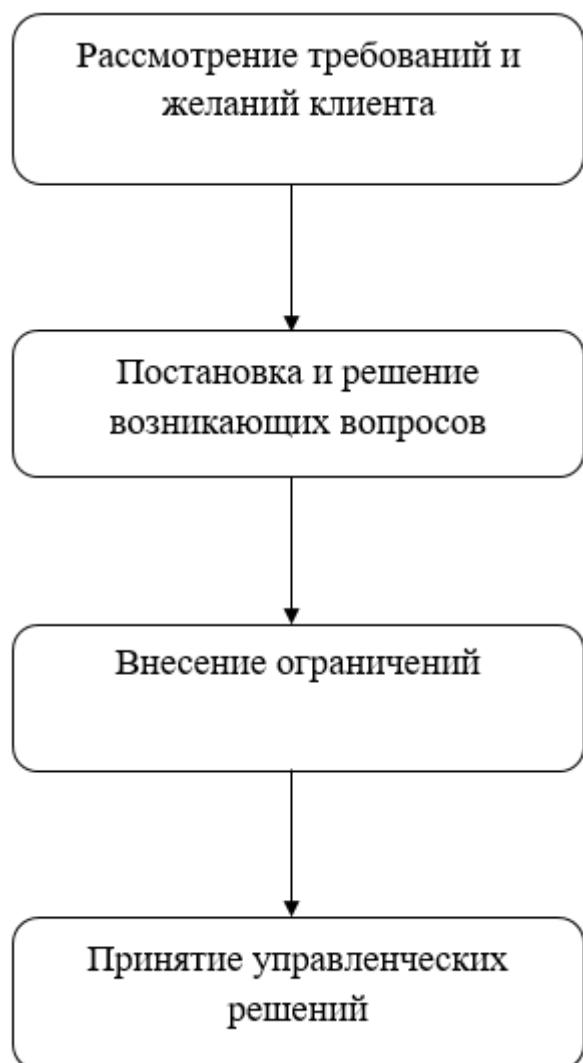 Рассмотрение требований и
желаний клиента
Постановка и решение
возникающих вопросов
Внесение ограничений
Принятие управленческих
решений